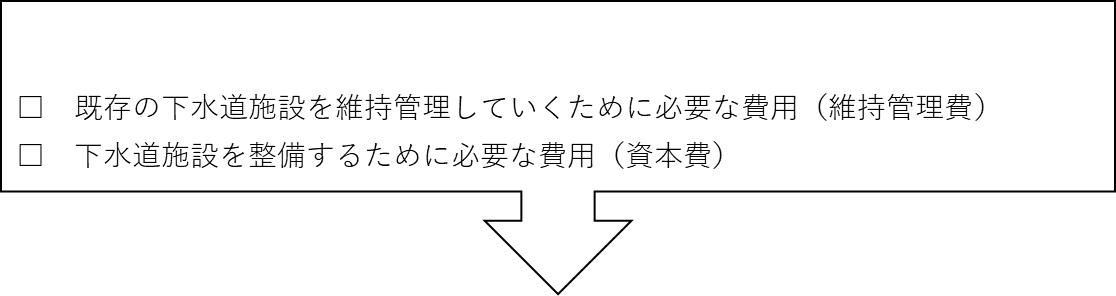 □　既存の下水道施設を維持管理していくために必要な費用（維持管理費）
□　下水道施設を整備するために必要な費用（資本費）